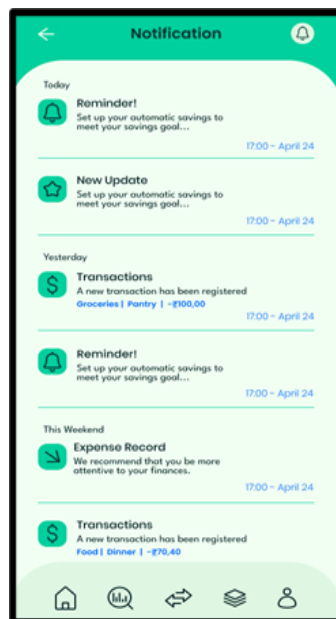 Notification
Today
Reminder!
Set up your automatic savings to
meet your savings goal...
17:00 - April 24
New Update
Set up your automatic savings to
meet your savings goal...
17:00 - April 24
Yesterday
Transactions
A new transaction has been registered
Groceries | Pantry | -₹100,00
17:00 - April 24
Reminder!
Set up your automatic savings to
meet your savings goal...
17:00 - April 24
This Weekend
Expense Record
We recommend that you be more
attentive to your finances.
17:00 - April 24
Transactions
A new transaction has been registered
Food | Dinner | -₹70,40